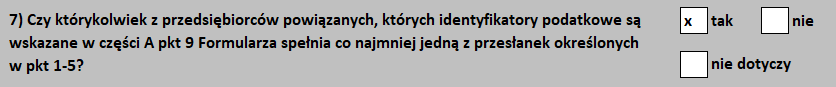 7) Czy którykolwiek z przedsiębiorców powiązanych, których identyfikatory podatkowe są
wskazane w części A pkt 9 Formularza spełnia co najmniej jedną z przesłanek określonych
w pkt 1-5?
x tak nie
nie dotyczy